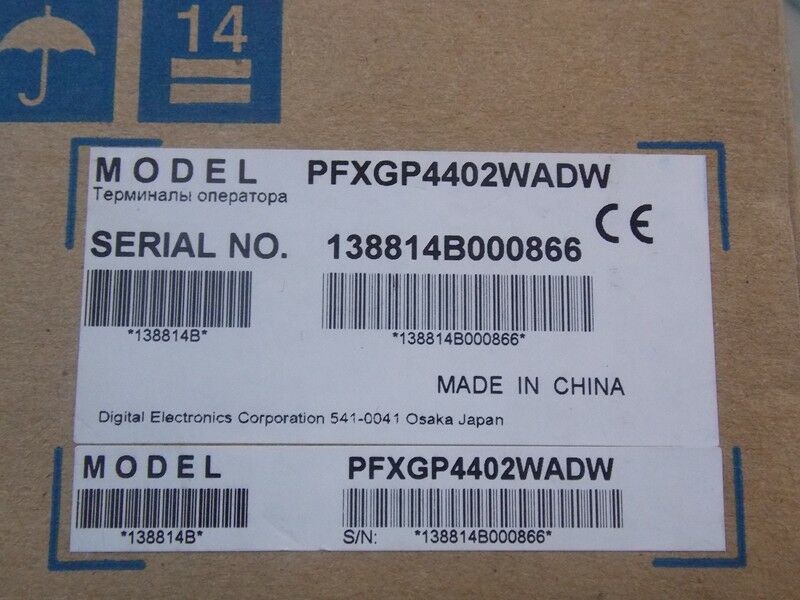 14
MODEL PFXGP4402WADW
Терминалы оператора
CE
SERIAL NO. 138814B000866
*138814B* *138814B000866*
MADE IN CHINA
Digital Electronics Corporation 541-0041 Osaka Japan
MODEL PFXGP4402WADW
*138814B* S/N: *138814B000866*